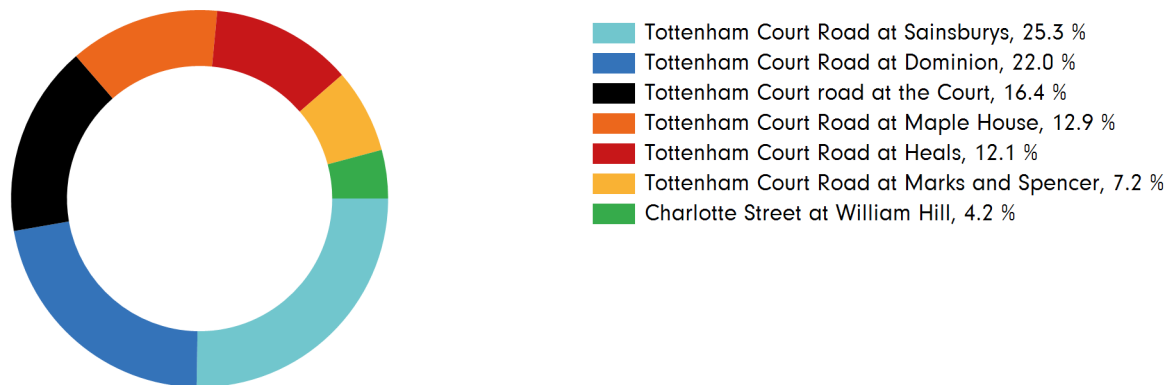 Tottenham Court Road at Sainsburys, 25.3 %
Tottenham Court Road at Dominion, 22.0 %
Tottenham Court road at the Court, 16.4 %
Tottenham Court Road at Maple House, 12.9 %
Tottenham Court Road at Heals, 12.1 %
Tottenham Court Road at Marks and Spencer, 7.2 %
Charlotte Street at William Hill, 4.2 %